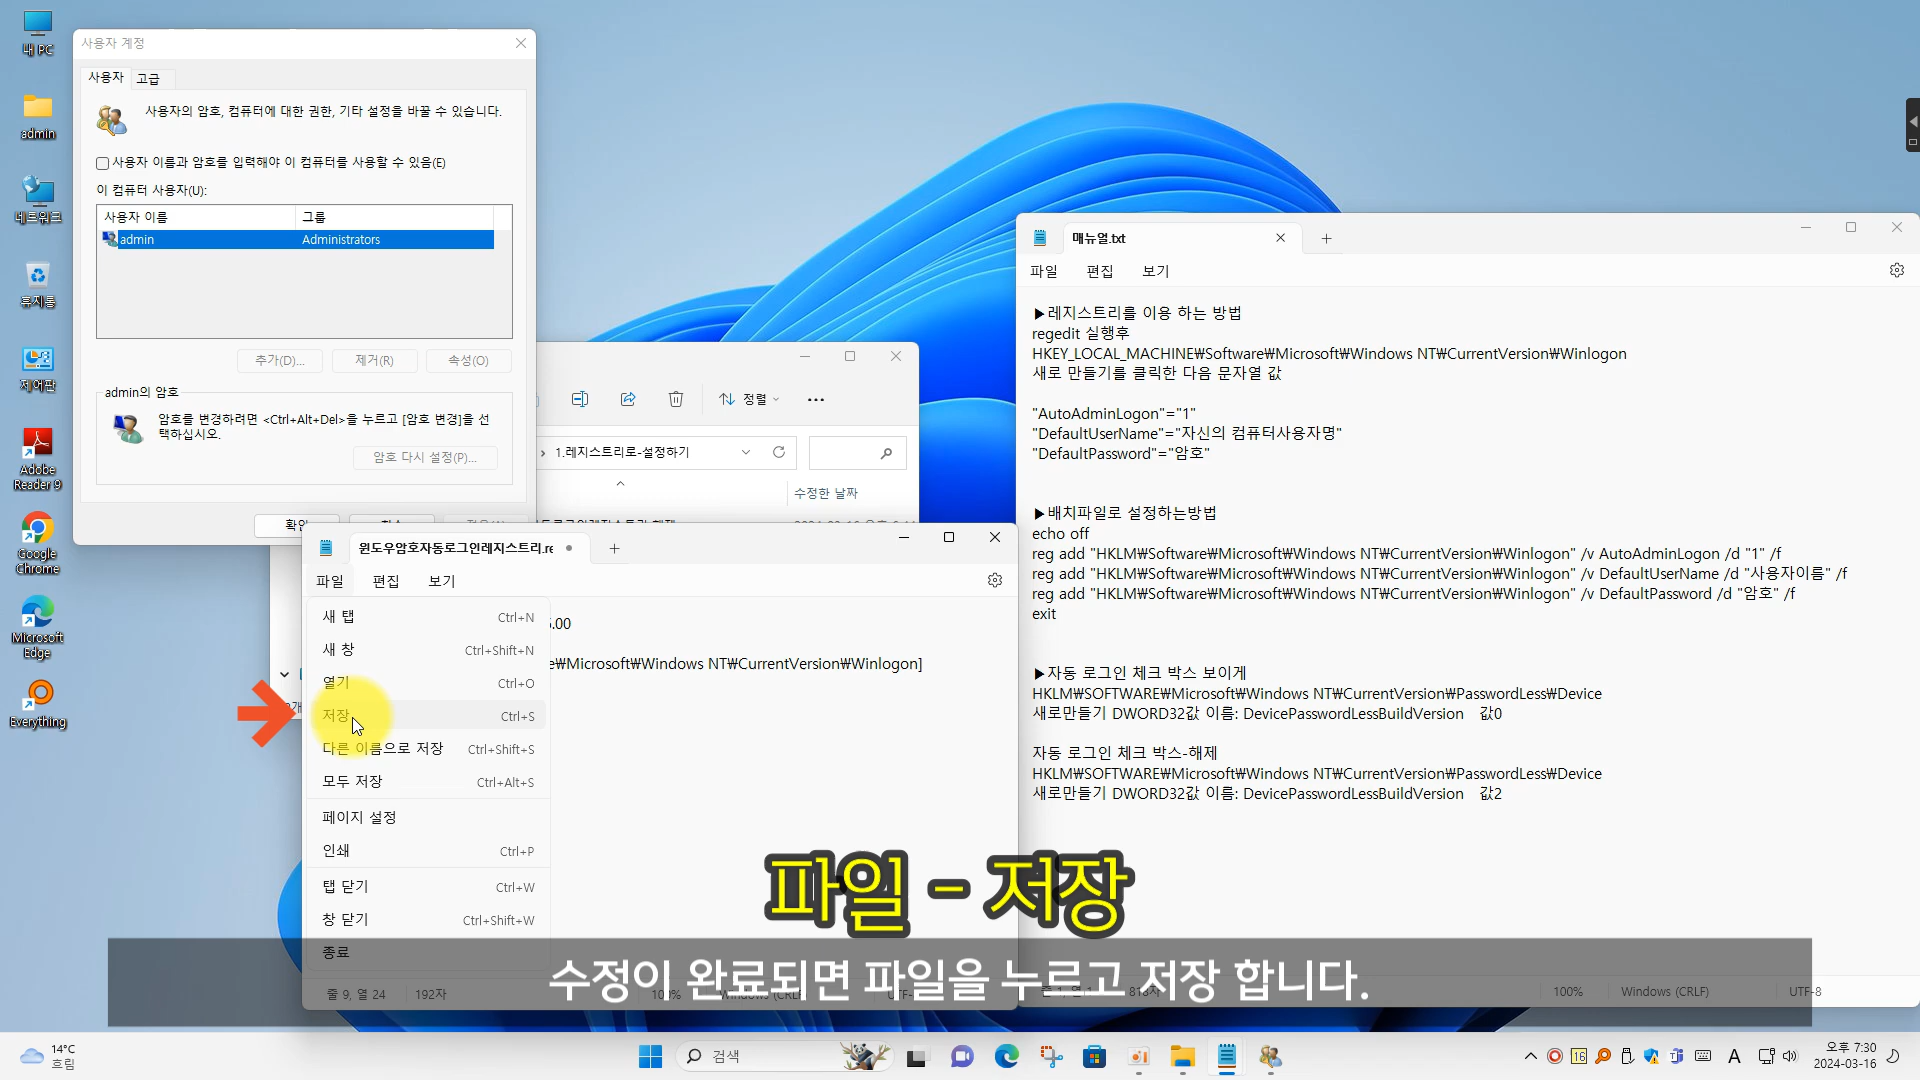 내 PC
admin
네트워크
휴지통
제어판
Adobe
Reader 9
Google
Chrome
Microsoft
Edge
Everything
사용자 계정
사용자
고급
사용자의 암호, 컴퓨터에 대한 권한, 기타 설정을 바꿀 수 있습니다.
사용자 이름과 암호를 입력해야 이 컴퓨터를 사용할 수 있음(E)
이 컴퓨터 사용자(U):
사용자 이름 그룹
admin Administrators
추가(D)... 제거(R) 속성(O)
admin의 암호
암호를 변경하려면 <Ctrl+Alt+Del>을 누르고 [암호 변경]을 선
택하십시오.
암호 다시 설정(P)...
정렬
1.레지스트리로-설정하기
수정한 날짜
윈도우암호자동로그인레지스트리.re
파일 편집 보기
새 탭 Ctrl+N
새 창 Ctrl+Shift+N
열기 Ctrl+O
저장 Ctrl+S
다른 이름으로 저장 Ctrl+Shift+S
모두 저장 Ctrl+Alt+S
페이지 설정
인쇄 Ctrl+P
탭 닫기 Ctrl+W
창 닫기 Ctrl+Shift+W
종료
.00
e₩Microsoft₩Windows NT₩CurrentVersion₩Winlogon]
줄 9, 열 24 192자 100% Windows (CRLF) UTF-
매뉴얼.txt
파일 편집 보기
▶레지스트리를 이용 하는 방법
regedit 실행후
HKEY_LOCAL_MACHINE₩Software₩Microsoft₩Windows NT₩CurrentVersion₩Winlogon
새로 만들기를 클릭한 다음 문자열 값
"AutoAdminLogon"="1"
"DefaultUserName"="자신의 컴퓨터사용자명"
"DefaultPassword"="암호"
▶배치파일로 설정하는방법
echo off
reg add "HKLM₩Software₩Microsoft₩Windows NT₩CurrentVersion₩Winlogon" /v AutoAdminLogon /d "1" /f
reg add "HKLM₩Software₩Microsoft₩Windows NT₩CurrentVersion₩Winlogon" /v DefaultUserName /d "사용자이름" /f
reg add "HKLM₩Software₩Microsoft₩Windows NT₩CurrentVersion₩Winlogon" /v DefaultPassword /d "암호" /f
exit
▶자동 로그인 체크 박스 보이게
HKLM₩SOFTWARE₩Microsoft₩Windows NT₩CurrentVersion₩PasswordLess₩Device
새로만들기 DWORD32값 이름: DevicePasswordLessBuildVersion 값0
자동 로그인 체크 박스-해제
HKLM₩SOFTWARE₩Microsoft₩Windows NT₩CurrentVersion₩PasswordLess₩Device
새로만들기 DWORD32값 이름: DevicePasswordLessBuildVersion 값2
100% Windows (CRLF) UTF-8
파일 - 저장
수정이 완료되면 파일을 누르고 저장 합니다.
14°C
흐림
검색
16
A
오후 7:30
2024-03-16